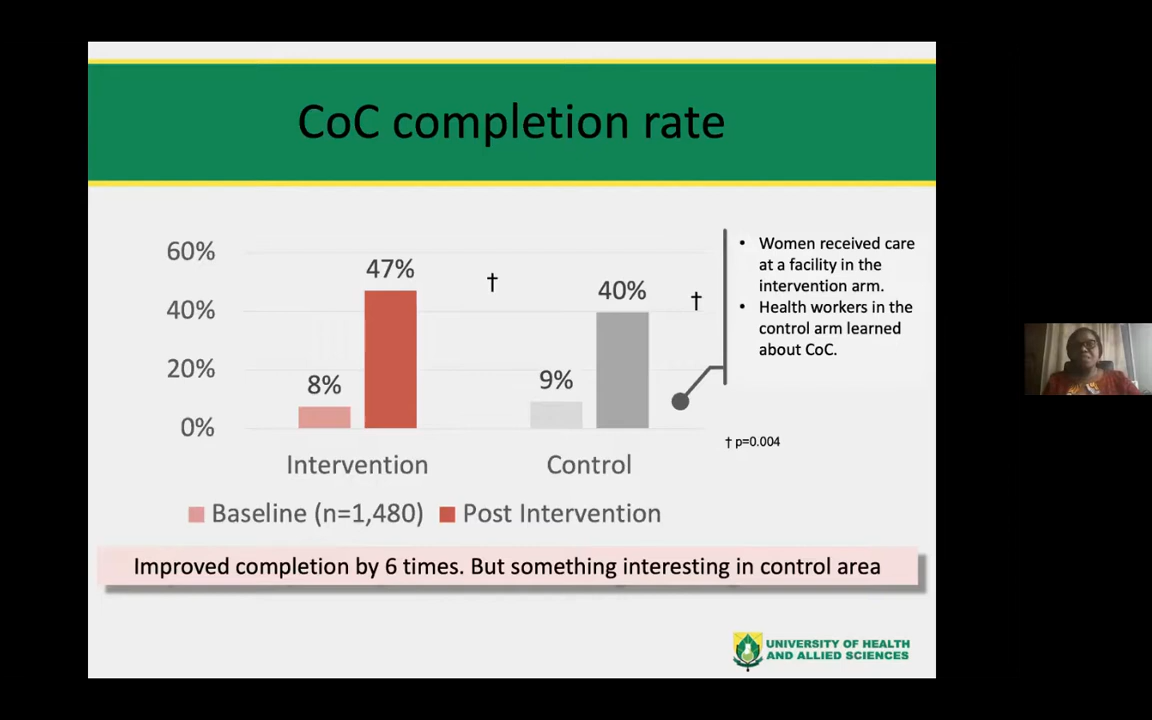 CoC completion rate
60%
40%
20%
0%
8%
47%
†
9%
40%
†
Intervention
Control
Baseline (n=1,480)
Post Intervention
• Women received care
at a facility in the
intervention arm.
• Health workers in the
control arm learned
about CoC.
† p=0.004
Improved completion by 6 times. But something interesting in control area
UNIVERSITY OF HEALTH
AND ALLIED SCIENCES